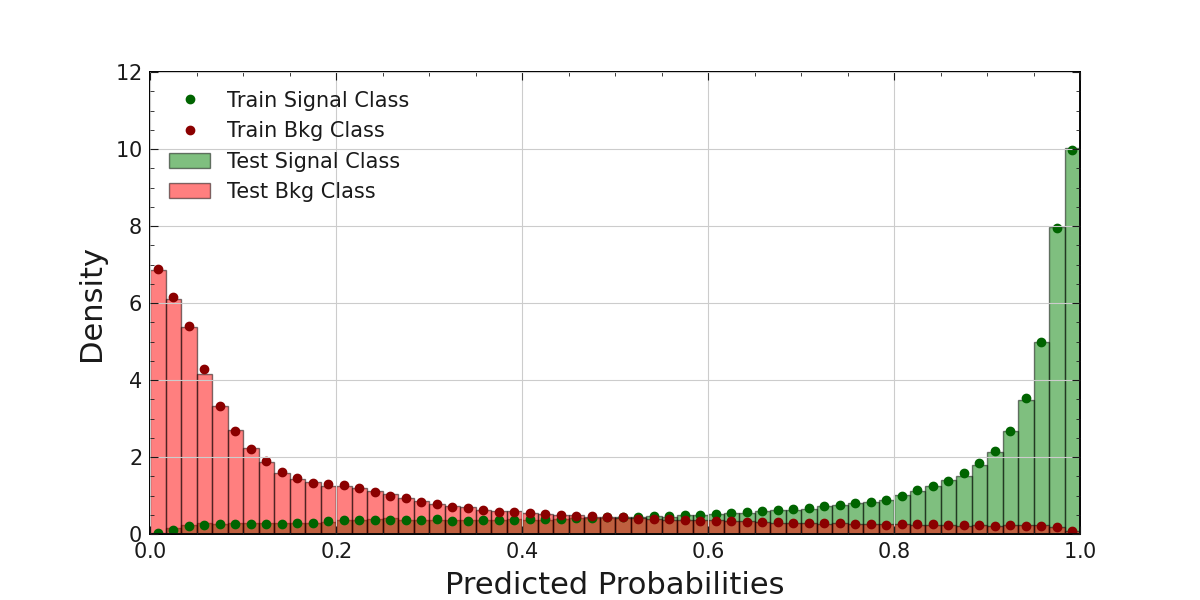 12
10
8
6
4
2
0
Density
Train Signal Class
Train Bkg Class
Test Signal Class
Test Bkg Class
0.0 0.2 0.4 0.6 0.8 1.0
Predicted Probabilities